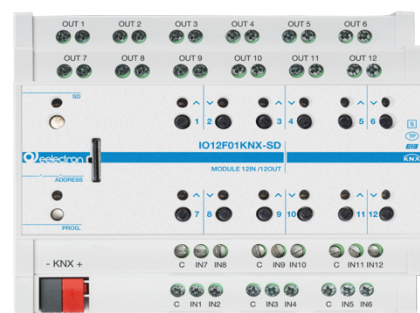 OUT 1 OUT 2 OUT 3 OUT 4 OUT 5 OUT 6
OUT 7 OUT 8 OUT 9 OUT 10 OUT 11 OUT 12
SD
1 2 3 4 5 6
S
IO12F01KNX-SD
TP
eelectron
EIB
MODULE 12IN /12OUT
KNX
ADDRESS
7 8 9 10 11 12
PROG.
C IN7 IN8 C IN9 IN10 C IN11 IN12
- KNX +
C IN1 IN2 C IN3 IN4 C IN5 IN6